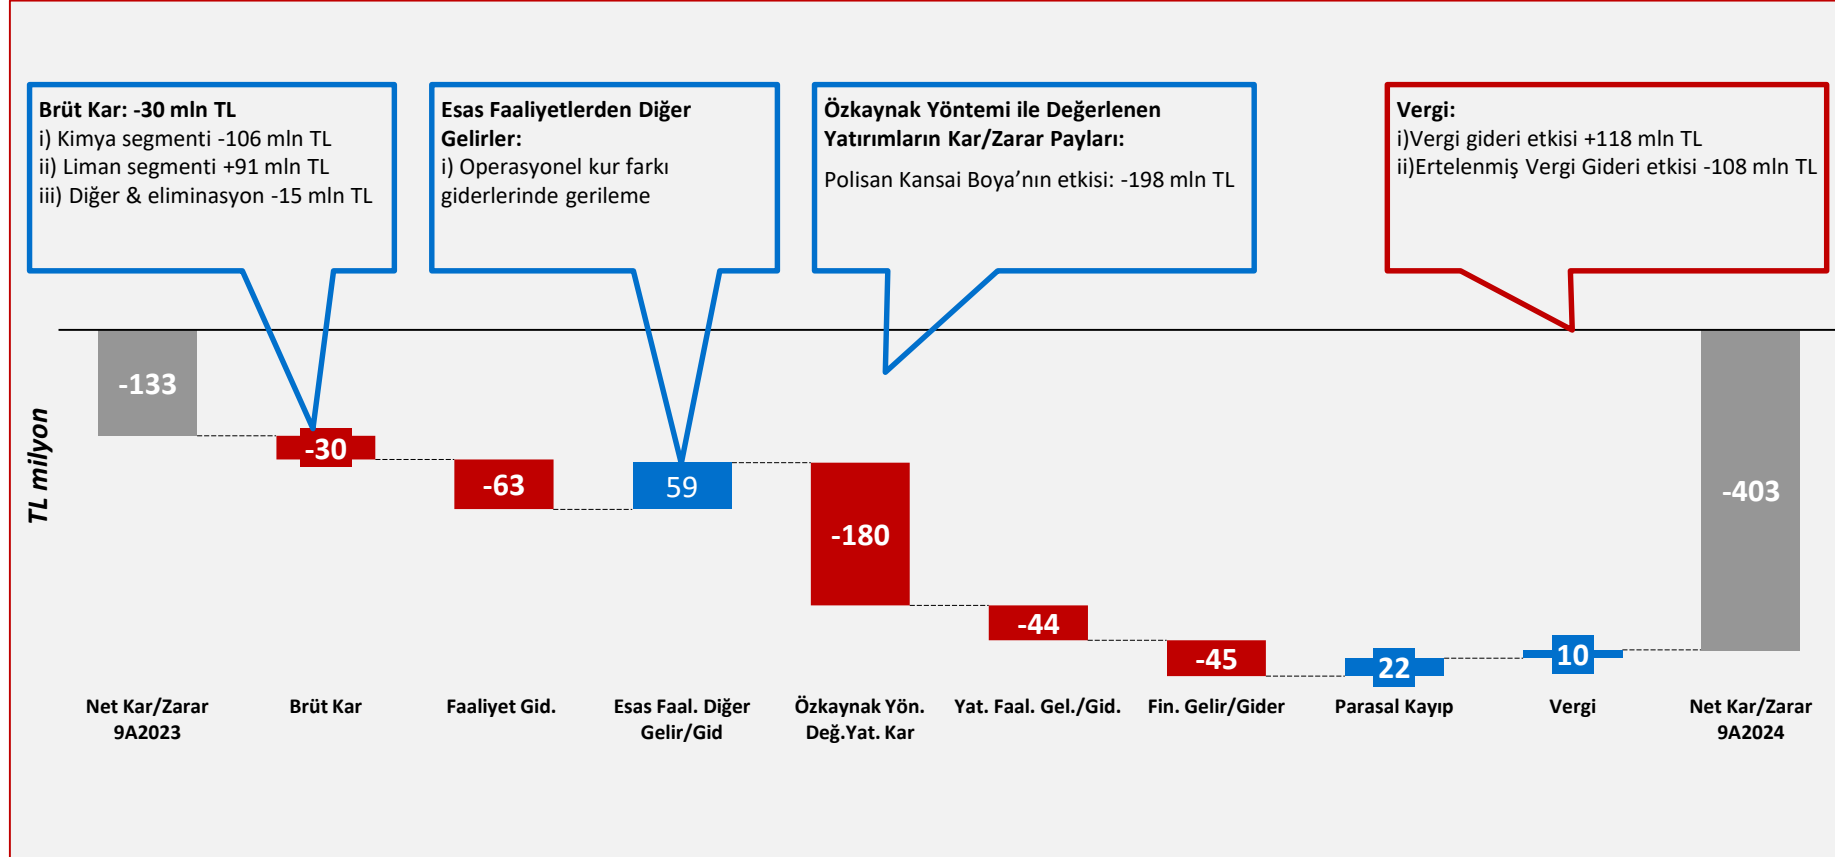 Brüt Kar: -30 mln TL
i) Kimya segmenti -106 mln TL
ii) Liman segmenti +91 mln TL
iii) Diğer & eliminasyon -15 mln TL
Esas Faaliyetlerden Diğer
Gelirler:
i) Operasyonel kur farkı
giderlerinde gerileme
Özkaynak Yöntemi ile Değerlenen
Yatırımların Kar/Zarar Payları:
Polisan Kansai Boya’nın etkisi: -198 mln TL
Vergi:
i)Vergi gideri etkisi +118 mln TL
ii)Ertelenmiş Vergi Gideri etkisi -108 mln TL
TL milyon
-133
-30
-63
59
-180
-44
-45
22
10
-403
Net Kar/Zarar
9A2023
Brüt Kar
Faaliyet Gid.
Esas Faal. Diğer
Gelir/Gid
Özkaynak Yön.
Değ.Yat. Kar
Yat. Faal. Gel./Gid.
Fin. Gelir/Gider
Parasal Kayıp
Vergi
Net Kar/Zarar
9A2024